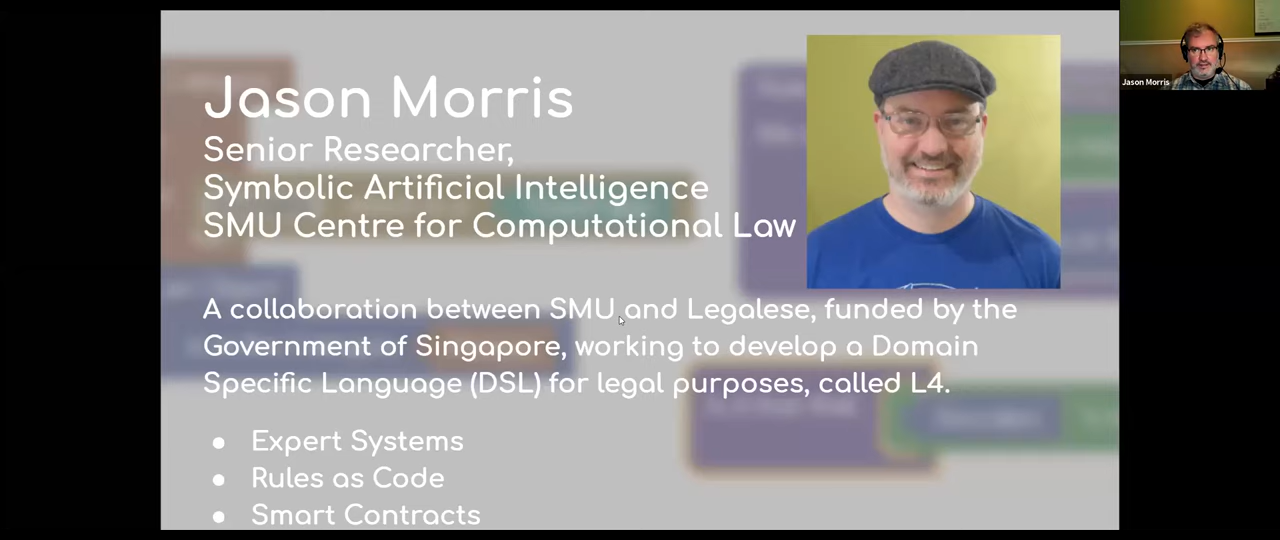 Jason Morris
Senior Researcher,
Symbolic Artificial Intelligence
SMU Centre for Computational Law
A collaboration between SMU and Legalese, funded by the
Government of Singapore, working to develop a Domain
Specific Language (DSL) for legal purposes, called L4.
● Expert Systems
● Rules as Code
● Smart Contracts
Jason Morris